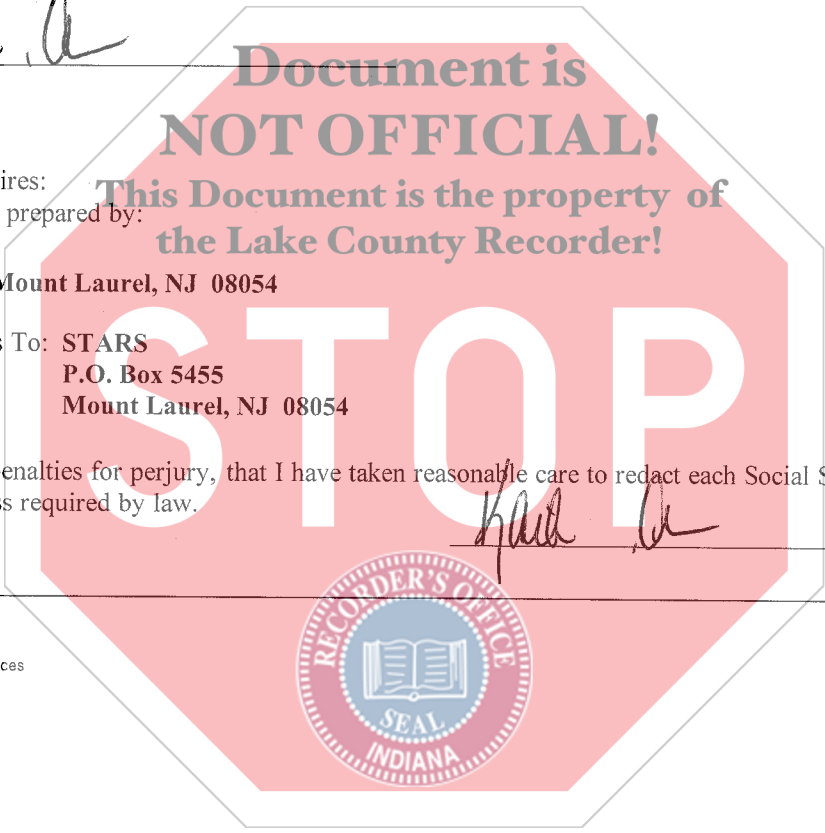 Document is
NOT OFFICIAL!
This Document is the property of
the Lake County Recorder!
ires:
prepared by:
Mount Laurel, NJ 08054
s To: STARS
P.O. Box 5455
Mount Laurel, NJ 08054
STOP
enalties for perjury, that I have taken reasonable care to redact each Social S
ss required by law.
RECORDER'S OFFICE
SEAL
INDIANA
ces